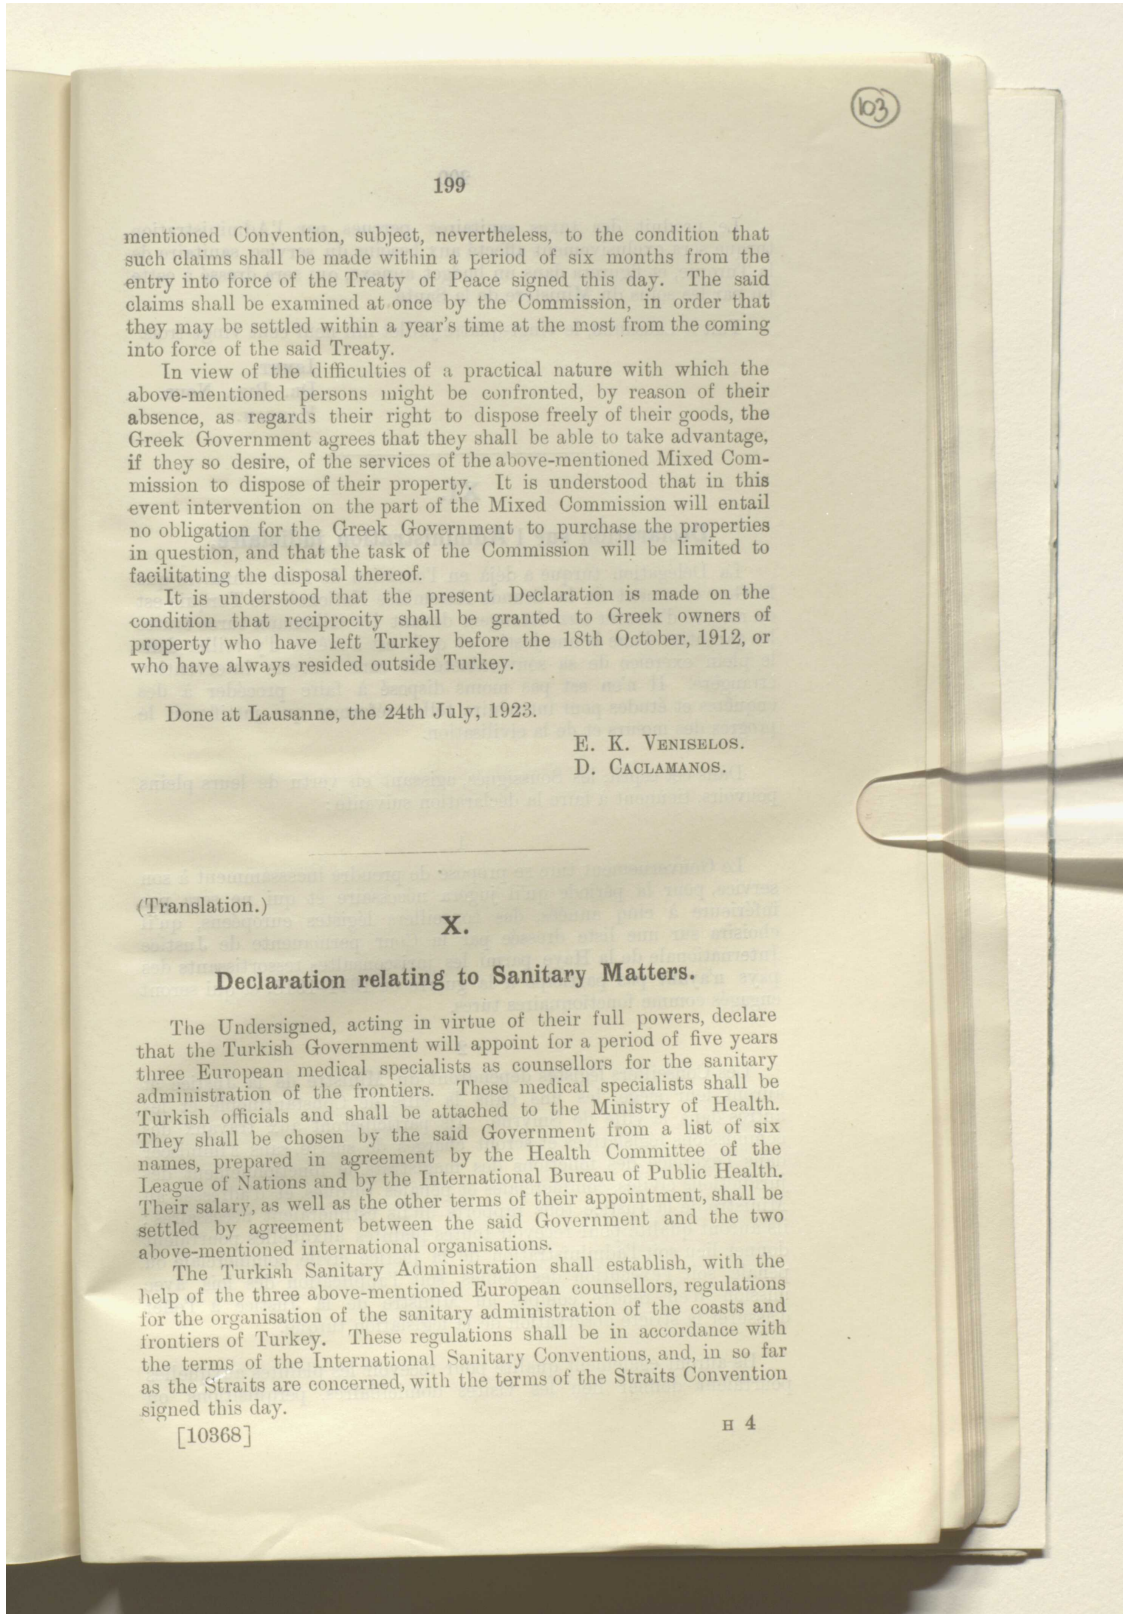 103
199
mentioned Convention, subject, nevertheless, to the condition that
such claims shall be made within a period of six months from the
entry into force of the Treaty of Peace signed this day. The said
claims shall be examined at once by the Commission, in order that
they may be settled within a year's time at the most from the coming
into force of the said Treaty.
In view of the difficulties of a practical nature with which the
above-mentioned persons might be confronted, by reason of their
absence, as regards their right to dispose freely of their goods, the
Greek Government agrees that they shall be able to take advantage,
if they so desire, of the services of the above-mentioned Mixed Com-
mission to dispose of their property. It is understood that in this
event intervention on the part of the Mixed Commission will entail
no obligation for the Greek Government to purchase the properties
in question, and that the task of the Commission will be limited to
facilitating the disposal thereof.
It is understood that the present Declaration is made on the
condition that reciprocity shall be granted to Greek owners of
property who have left Turkey before the 18th October, 1912, or
who have always resided outside Turkey.
Done at Lausanne, the 24th July, 1923.
E. K. VENISELOS.
D. CACLAMANOS.
(Translation.)
X.
Declaration relating to Sanitary Matters.
The Undersigned, acting in virtue of their full powers, declare
that the Turkish Government will appoint for a period of five years
three European medical specialists as counsellors for the sanitary
administration of the frontiers. These medical specialists shall be
Turkish officials and shall be attached to the Ministry of Health.
They shall be chosen by the said Government from a list of six
names, prepared in agreement by the Health Committee of the
League of Nations and by the International Bureau of Public Health.
Their salary, as well as the other terms of their appointment, shall be
settled by agreement between the said Government and the two
above-mentioned international organisations.
The Turkish Sanitary Administration shall establish, with the
help of the three above-mentioned European counsellors, regulations
for the organisation of the sanitary administration of the coasts and
frontiers of Turkey. These regulations shall be in accordance with
the terms of the International Sanitary Conventions, and, in so far
as the Straits are concerned, with the terms of the Straits Convention
signed this day.
[10368]
H 4